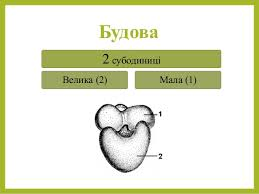 Будова
2 субодиниці
Велика (2)
Мала (1)
1
2